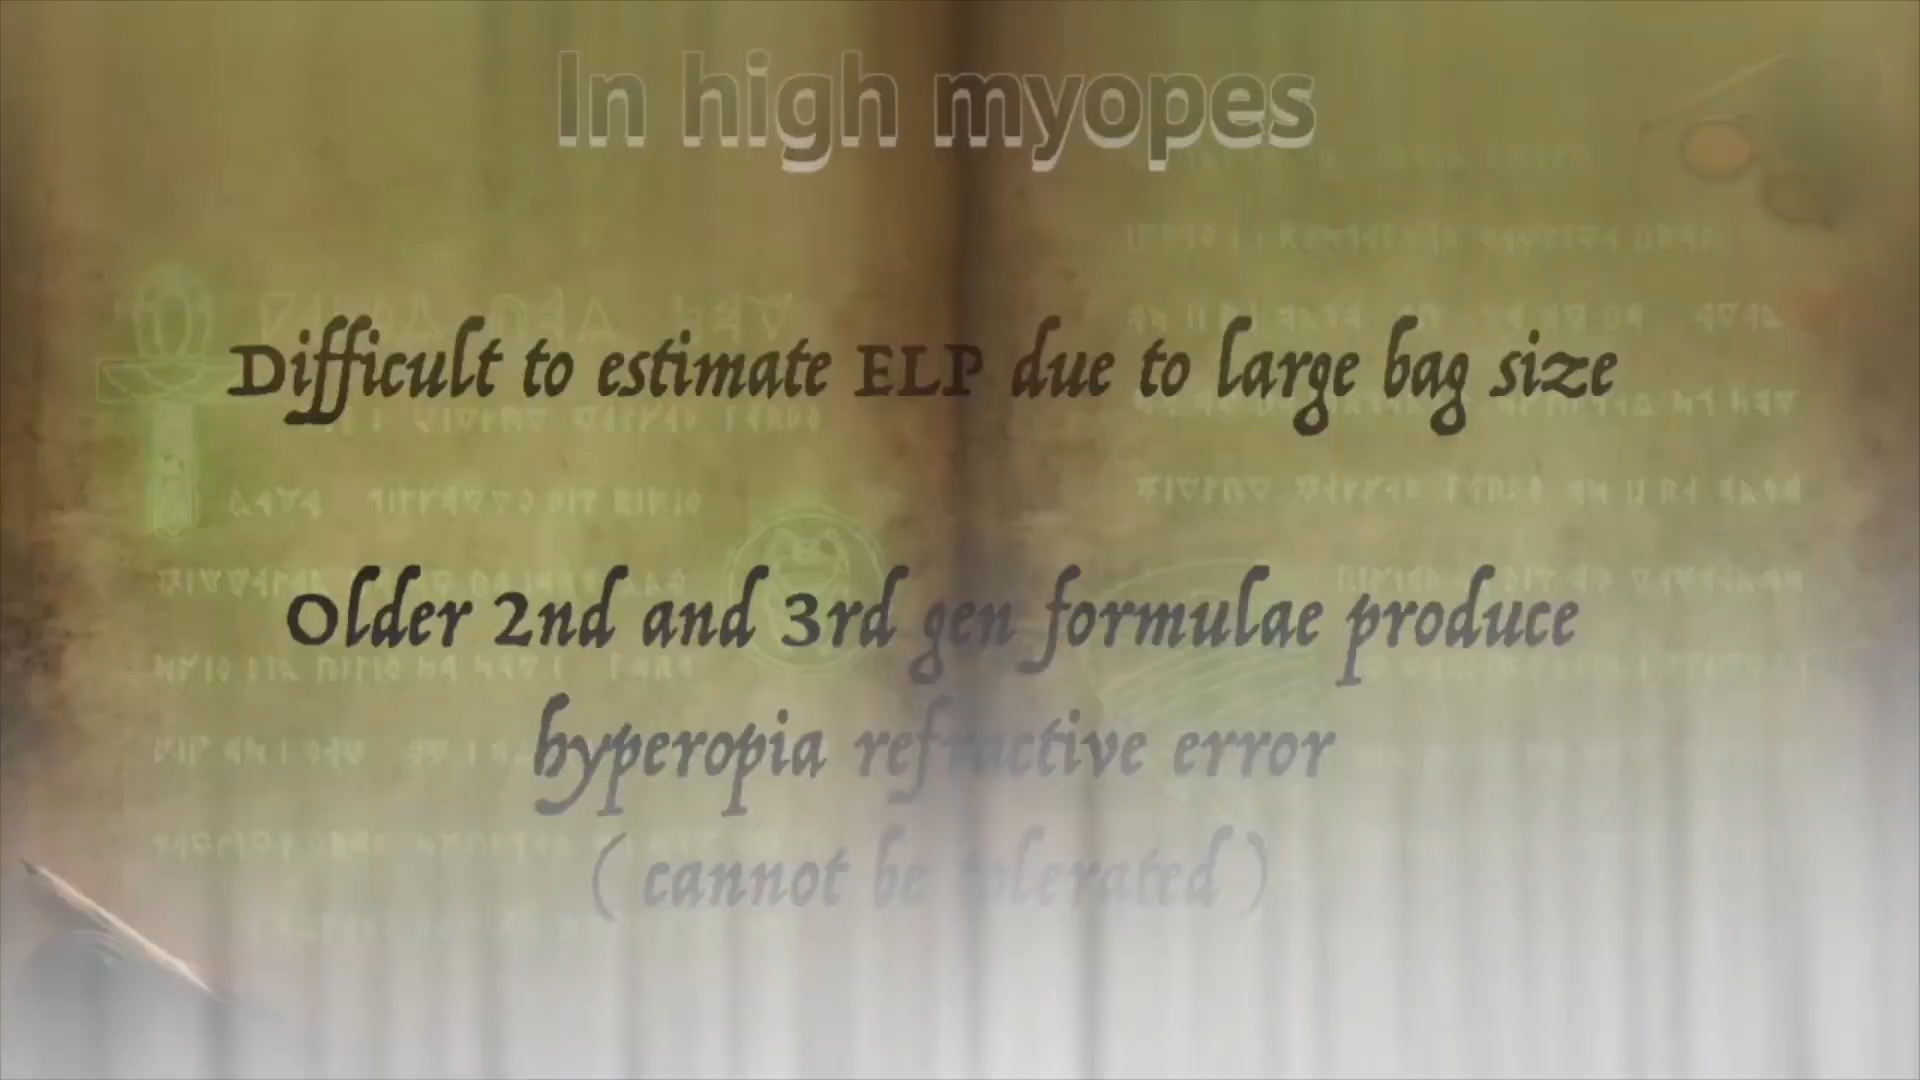 In high myopes
Difficult to estimate ELP due to large bag size
Older 2nd and 3rd gen formulae produce
hyperopia refractive error
( cannot be tolerated )